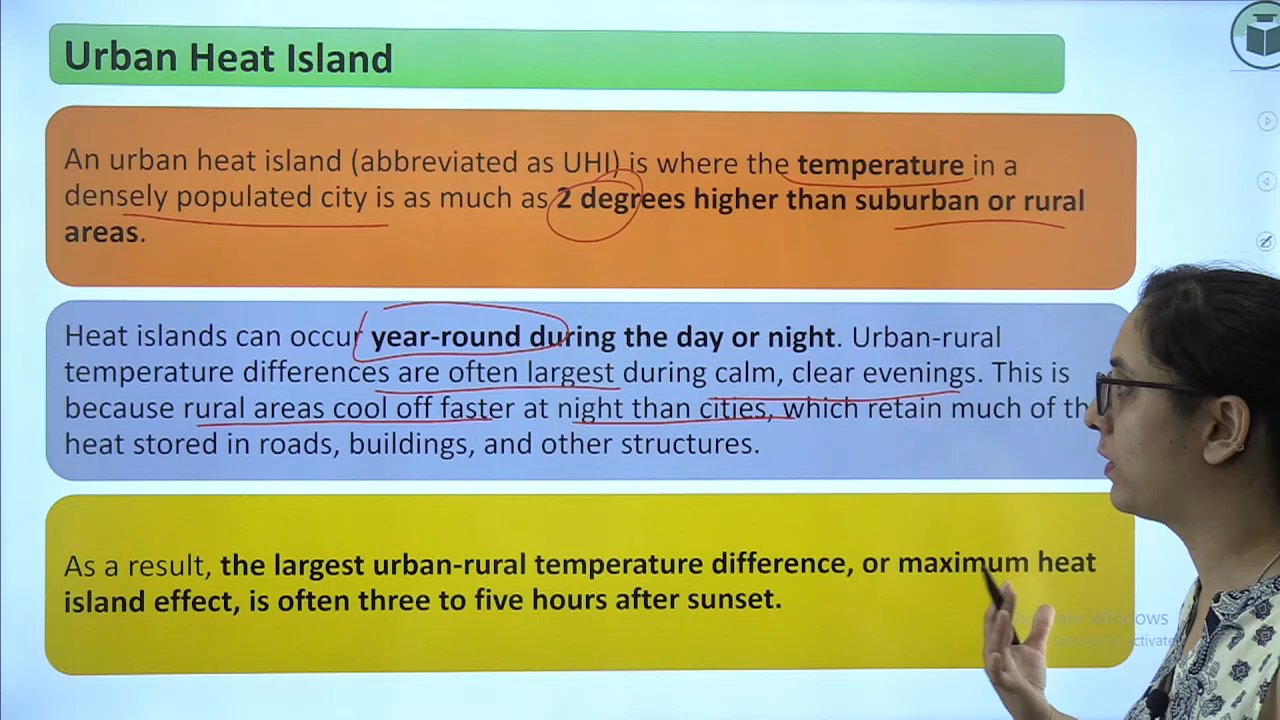 Urban Heat Island
An urban heat island (abbreviated as UHI) is where the temperature in a
densely populated city is as much as 2 degrees higher than suburban or rural
areas.
Heat islands can occur year-round during the day or night. Urban-rural
temperature differences are often largest during calm, clear evenings. This is
because rural areas cool off faster at night than cities, which retain much of th
heat stored in roads, buildings, and other structures.
As a result, the largest urban-rural temperature difference, or maximum heat
island effect, is often three to five hours after sunset.